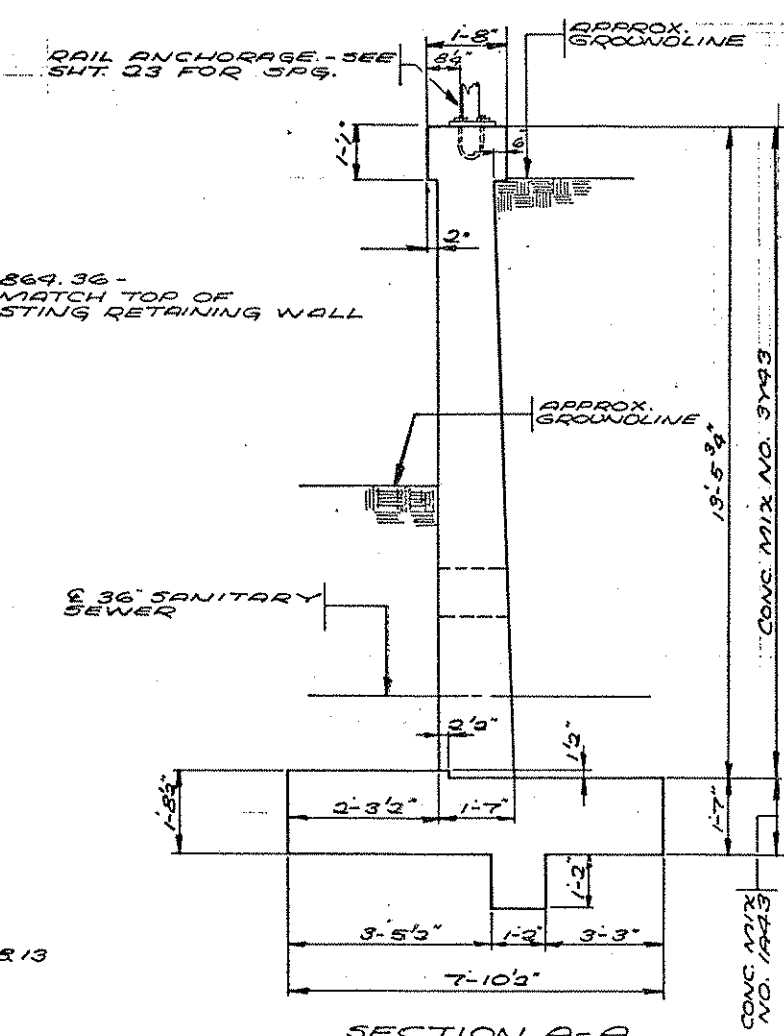 1'-8"
APPROX.
GROUNDLINE
RAIL ANCHORAGE - SEE
SHT. 23 FOR SPG.
8½"
1'-1"
6"
2"
864.36 -
MATCH TOP OF
STING RETAINING WALL
APPROX.
GROUNDLINE
13'-5¾"
CONC. MIX NO. 3Y43
℄ 36" SANITARY
SEWER
2½"
1½"
1'-8½"
2'-3½"
1'-7"
1'-7"
1'-2"
3'-5½"
1'-2"
3'-3"
7'-10½"
CONC. MIX
NO. 1A43
& 13
SECTION A-A